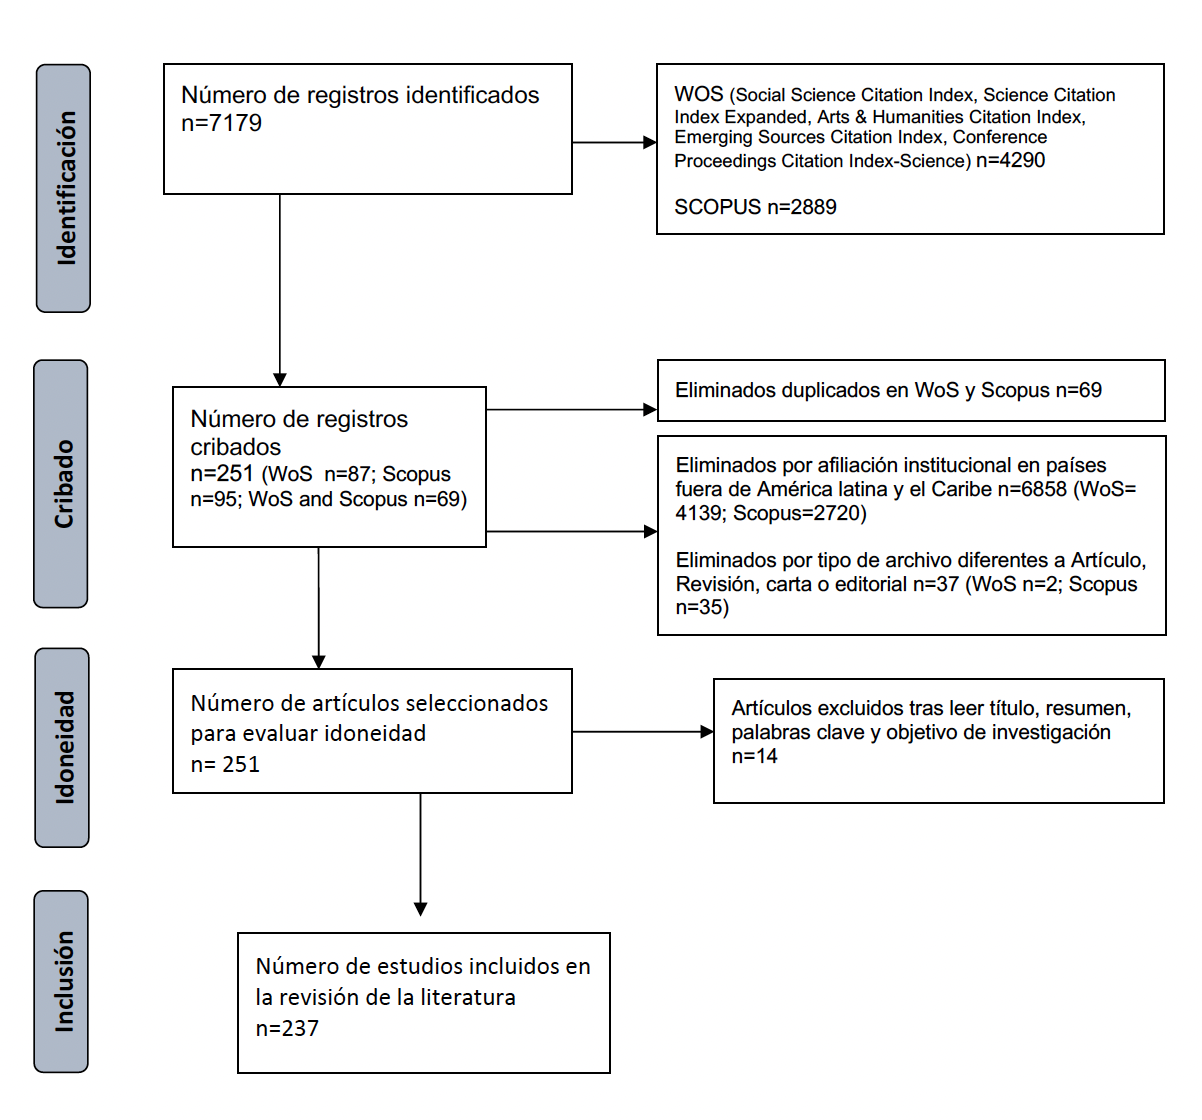 Identificación
Número de registros identificados
n=7179
WOS (Social Science Citation Index, Science Citation
Index Expanded, Arts & Humanities Citation Index,
Emerging Sources Citation Index, Conference
Proceedings Citation Index-Science) n=4290
SCOPUS n=2889
Cribado
Número de registros
cribados
n=251 (WoS n=87; Scopus
n=95; WoS and Scopus n=69)
Eliminados duplicados en WoS y Scopus n=69
Eliminados por afiliación institucional en países
fuera de América latina y el Caribe n=6858 (WoS=
4139; Scopus=2720)
Eliminados por tipo de archivo diferentes a Artículo,
Revisión, carta o editorial n=37 (WoS n=2; Scopus
n=35)
Idoneidad
Número de artículos seleccionados
para evaluar idoneidad
n= 251
Artículos excluidos tras leer título, resumen,
palabras clave y objetivo de investigación
n=14
Inclusión
Número de estudios incluidos en
la revisión de la literatura
n=237